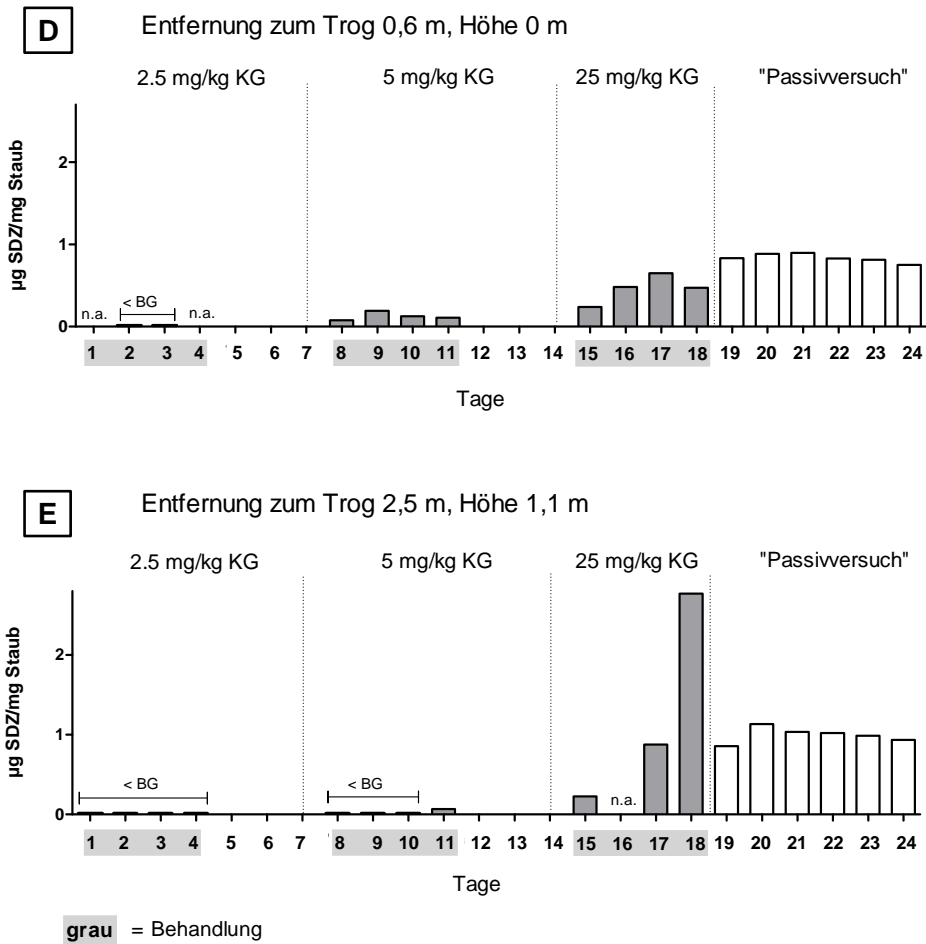 D Entfernung zum Trog 0,6 m, Höhe 0 m
2.5 mg/kg KG 5 mg/kg KG 25 mg/kg KG "Passivversuch"
µg SDZ/mg Staub
2
1
0
n.a. < BG n.a.
1 2 3 4 5 6 7 8 9 10 11 12 13 14 15 16 17 18 19 20 21 22 23 24
Tage
E Entfernung zum Trog 2,5 m, Höhe 1,1 m
2.5 mg/kg KG 5 mg/kg KG 25 mg/kg KG "Passivversuch"
µg SDZ/mg Staub
2
1
0
< BG < BG n.a.
1 2 3 4 5 6 7 8 9 10 11 12 13 14 15 16 17 18 19 20 21 22 23 24
Tage
grau = Behandlung